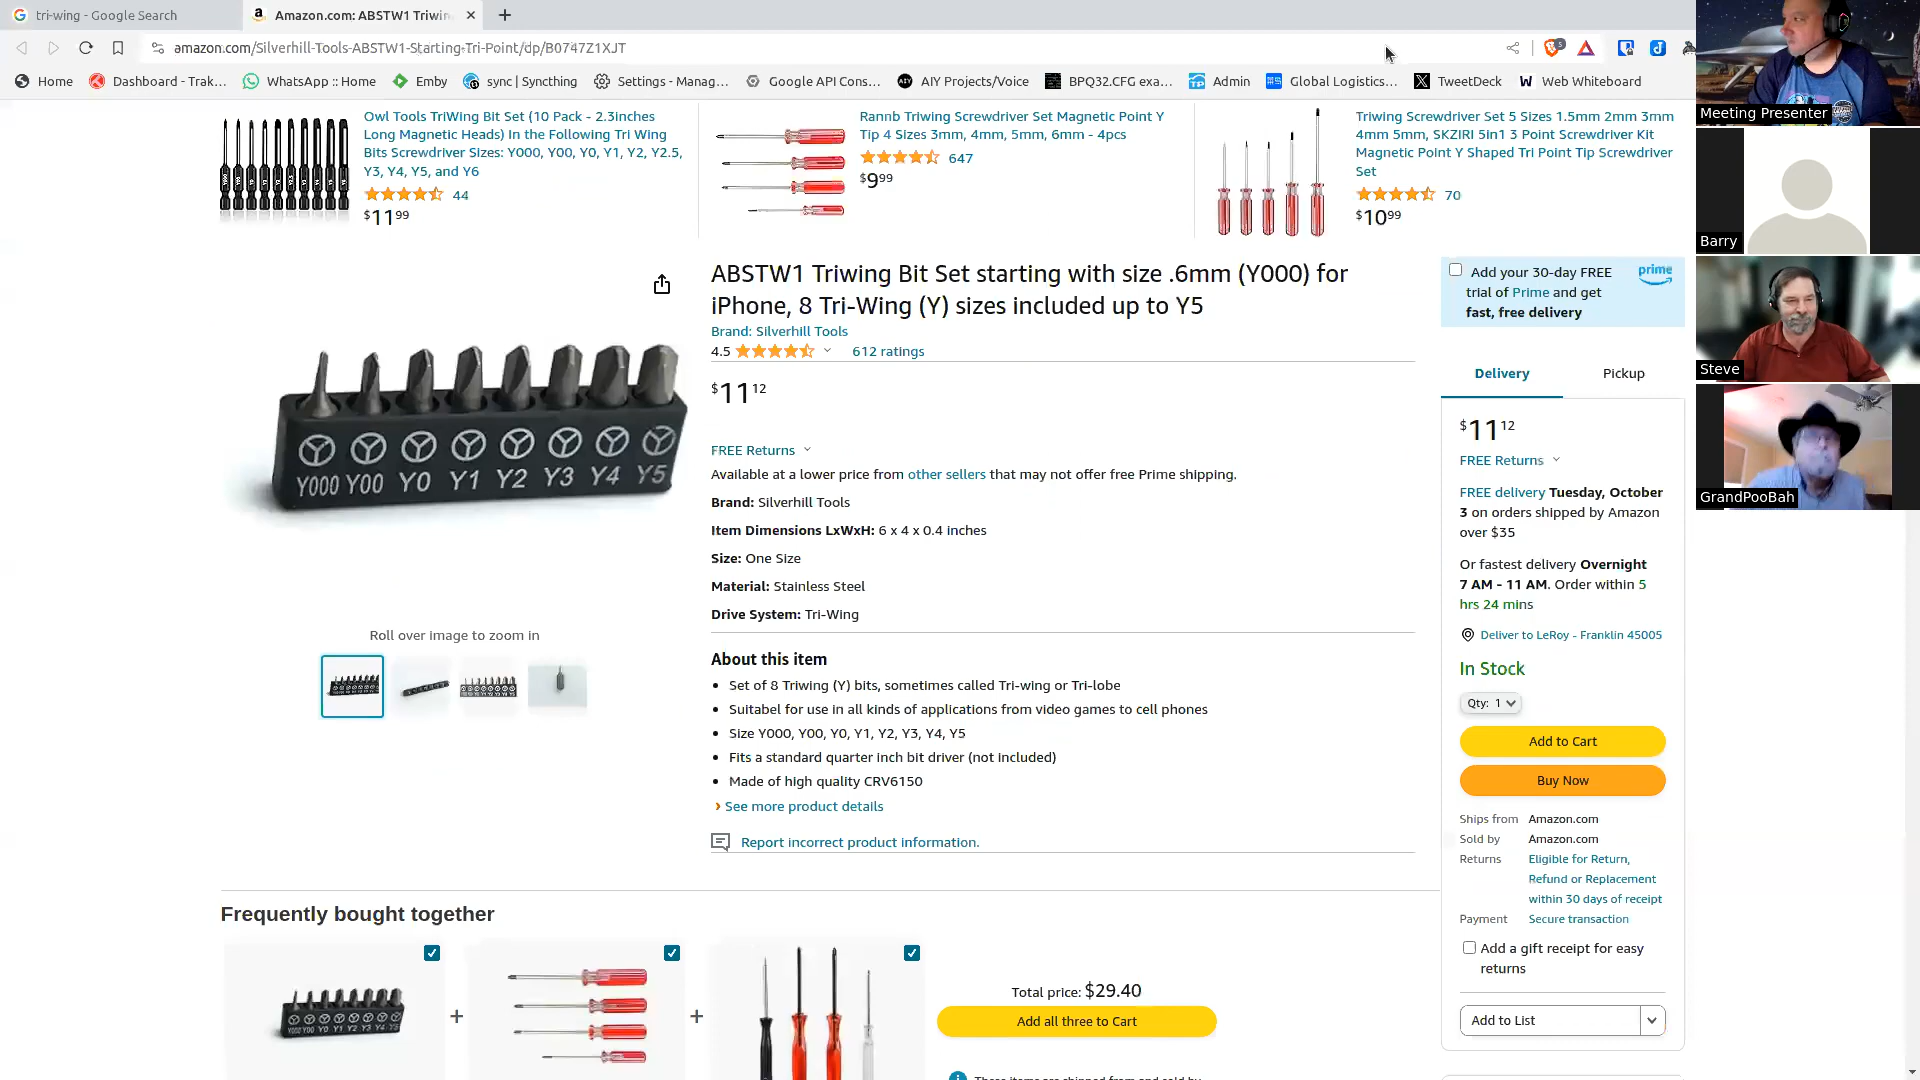 tri-wing - Google Search
Amazon.com: ABSTW1 Triwin
amazon.com/Silverhill-Tools-ABSTW1-Starting-Tri-Point/dp/B0747Z1XJT
Home
Dashboard - Trak...
WhatsApp :: Home
Emby
sync | Syncthing
Settings - Manag...
Google API Cons...
AIY Projects/Voice
BPQ32.CFG exa...
Admin
Global Logistics...
TweetDeck
Web Whiteboard
Owl Tools TriWing Bit Set (10 Pack - 2.3inches
Long Magnetic Heads) In the Following Tri Wing
Bits Screwdriver Sizes: Y000, Y00, Y0, Y1, Y2, Y2.5,
Y3, Y4, Y5, and Y6
44
$11 99
Rannb Triwing Screwdriver Set Magnetic Point Y
Tip 4 Sizes 3mm, 4mm, 5mm, 6mm - 4pcs
647
$9 99
Triwing Screwdriver Set 5 Sizes 1.5mm 2mm 3mm
4mm 5mm, SKZIRI 5in1 3 Point Screwdriver Kit
Magnetic Point Y Shaped Tri Point Tip Screwdriver
Set
70
$10 99
Meeting Presenter
Barry
Steve
GrandPooBah
Y000 Y00 Y0 Y1 Y2 Y3 Y4 Y5
Roll over image to zoom in
ABSTW1 Triwing Bit Set starting with size .6mm (Y000) for
iPhone, 8 Tri-Wing (Y) sizes included up to Y5
Brand: Silverhill Tools
4.5
612 ratings
$11 12
FREE Returns
Available at a lower price from other sellers that may not offer free Prime shipping.
Brand: Silverhill Tools
Item Dimensions LxWxH: 6 x 4 x 0.4 inches
Size: One Size
Material: Stainless Steel
Drive System: Tri-Wing
About this item
Set of 8 Triwing (Y) bits, sometimes called Tri-wing or Tri-lobe
Suitabel for use in all kinds of applications from video games to cell phones
Size Y000, Y00, Y0, Y1, Y2, Y3, Y4, Y5
Fits a standard quarter inch bit driver (not included)
Made of high quality CRV6150
See more product details
Report incorrect product information.
Add your 30-day FREE
trial of Prime and get
fast, free delivery
prime
Delivery
Pickup
$11 12
FREE Returns
FREE delivery Tuesday, October
3 on orders shipped by Amazon
over $35
Or fastest delivery Overnight
7 AM - 11 AM. Order within 5
hrs 24 mins
Deliver to LeRoy - Franklin 45005
In Stock
Qty: 1
Add to Cart
Buy Now
Ships from Amazon.com
Sold by Amazon.com
Returns Eligible for Return,
Refund or Replacement
within 30 days of receipt
Payment Secure transaction
Add a gift receipt for easy
returns
Add to List
Frequently bought together
Y000 Y00 Y0 Y1 Y2 Y3 Y4 Y5
+
+
Total price: $29.40
Add all three to Cart